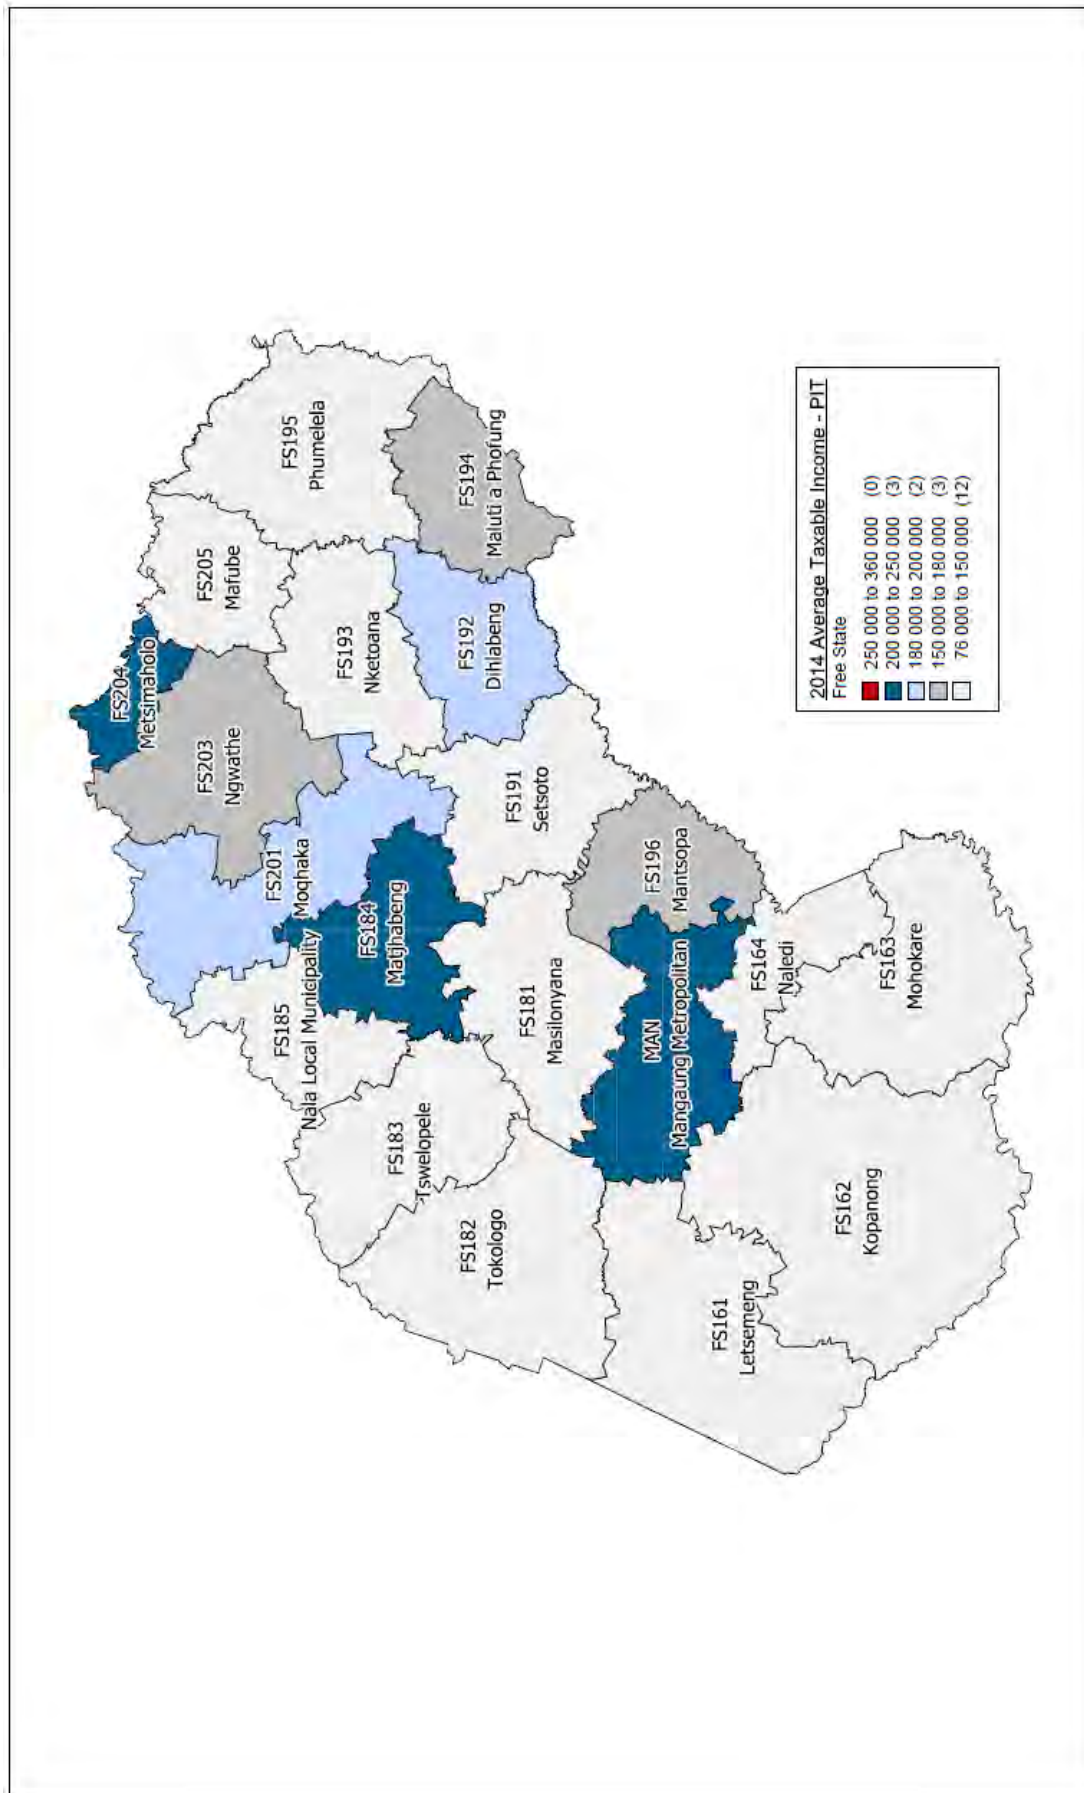 FS204
Metsimaholo
FS203
Ngwathe
FS205
Mafube
FS195
Phumelela
FS201
Moqhaka
FS193
Nketoana
FS194
Maluti a Phofung
FS192
Dihlabeng
FS185
Nala Local Municipality
FS184
Matjhabeng
FS191
Setsoto
FS183
Tswelopele
FS182
Tokologo
FS181
Masilonyana
FS196
Mantsopa
MAN
Mangaung Metropolitan
FS164
Naledi
FS161
Letsemeng
FS162
Kopanong
FS163
Mohokare
2014 Average Taxable Income - PIT
Free State
250 000 to 360 000 (0)
200 000 to 250 000 (3)
180 000 to 200 000 (2)
150 000 to 180 000 (3)
76 000 to 150 000 (12)